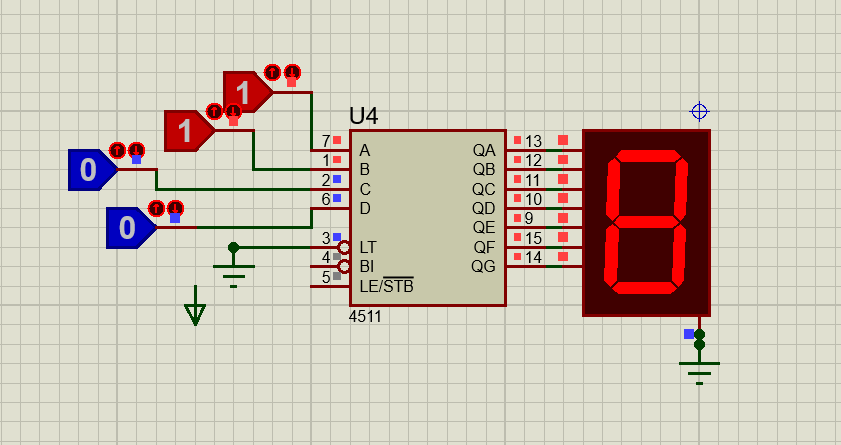 1
1
0
0
U4
7 A QA 13
1 B QB 12
2 C QC 11
6 D QD 10
QE 9
3 LT QF 15
4 BI QG 14
5 LE/STB
4511
8